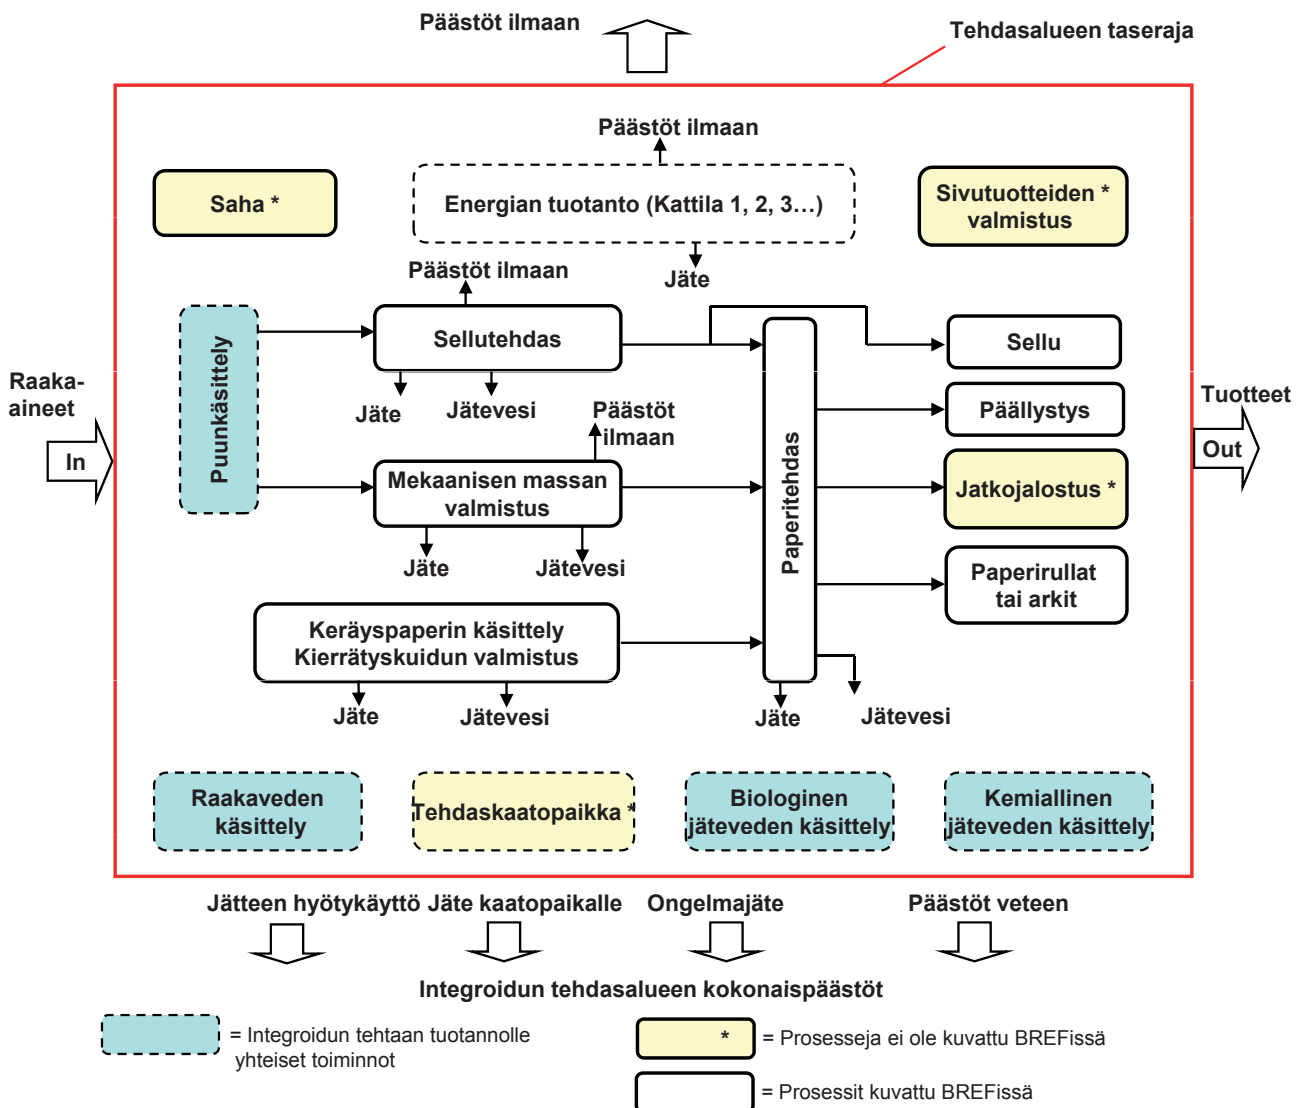 Päästöt ilmaan
Tehdasalueen taseraja
Päästöt ilmaan
Saha *
Energian tuotanto (Kattila 1, 2, 3…)
Sivutuotteiden *
valmistus
Päästöt ilmaan
Jäte
Puunkäsittely
Sellutehdas
Paperitehdas
Sellu
Raaka-
aineet
In
Jäte
Jätevesi
Päästöt
ilmaan
Päällystys
Tuotteet
Out
Mekaanisen massan
valmistus
Jatkojalostus *
Jäte
Jätevesi
Paperirullat
tai arkit
Keräyspaperin käsittely
Kierrätyskuidun valmistus
Jäte
Jätevesi
Jäte
Jätevesi
Raakaveden
käsittely
Tehdaskaatopaikka *
Biologinen
jäteveden käsittely
Kemiallinen
jäteveden käsittely
Jätteen hyötykäyttö
Jäte kaatopaikalle
Ongelmajäte
Päästöt veteen
Integroidun tehdasalueen kokonaispäästöt
= Integroidun tehtaan tuotannolle
yhteiset toiminnot
* = Prosesseja ei ole kuvattu BREFissä
= Prosessit kuvattu BREFissä